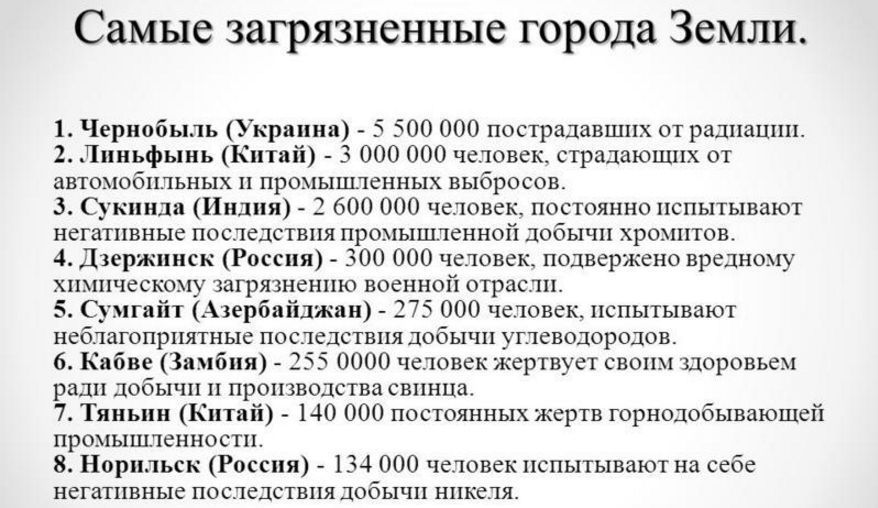 Самые загрязненные города Земли.
1. Чернобыль (Украина) - 5 500 000 пострадавших от радиации.
2. Линьфынь (Китай) - 3 000 000 человек, страдающих от
автомобильных и промышленных выбросов.
3. Сукинда (Индия) - 2 600 000 человек, постоянно испытывают
негативные последствия промышленной добычи хромитов.
4. Дзержинск (Россия) - 300 000 человек, подвержено вредному
химическому загрязнению военной отрасли.
5. Сумгайт (Азербайджан) - 275 000 человек, испытывают
неблагоприятные последствия добычи углеводородов.
6. Кабве (Замбия) - 255 0000 человек жертвует своим здоровьем
ради добычи и производства свинца.
7. Тяньин (Китай) - 140 000 постоянных жертв горнодобывающей
промышленности.
8. Норильск (Россия) - 134 000 человек испытывают на себе
негативные последствия добычи никеля.